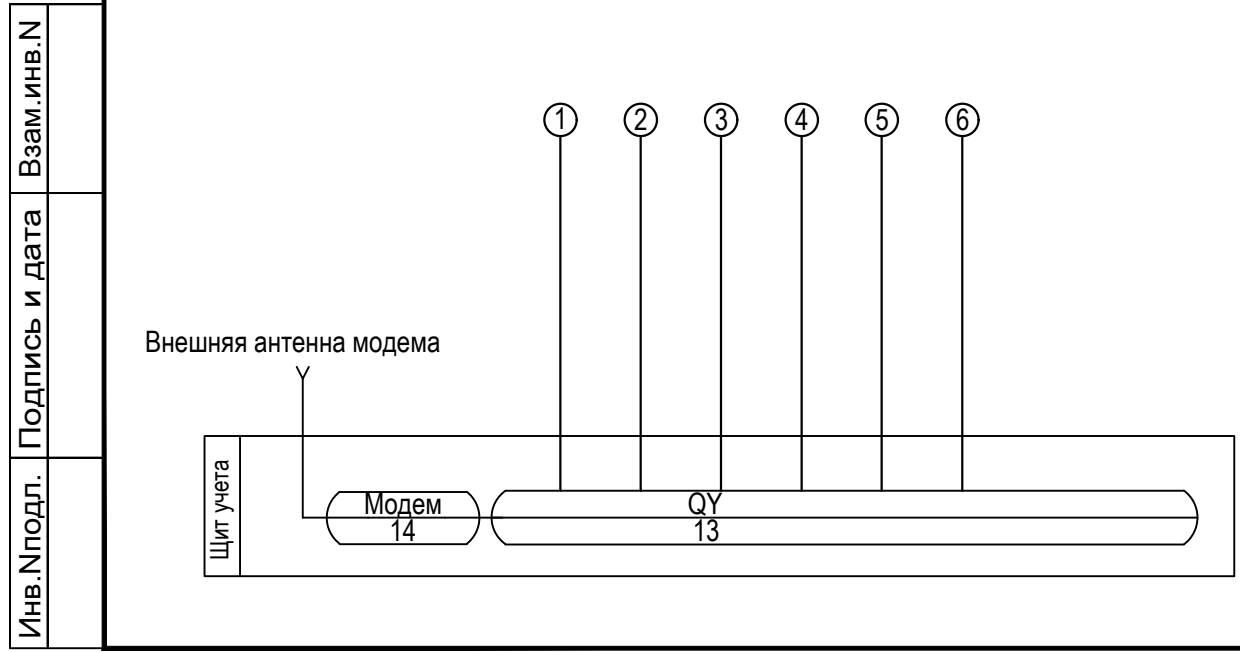 Взам.инв.N
Подпись и дата
Инв.Nподл.
1 2 3 4 5 6
Внешняя антенна модема
Щит учета
Модем
14
QY
13